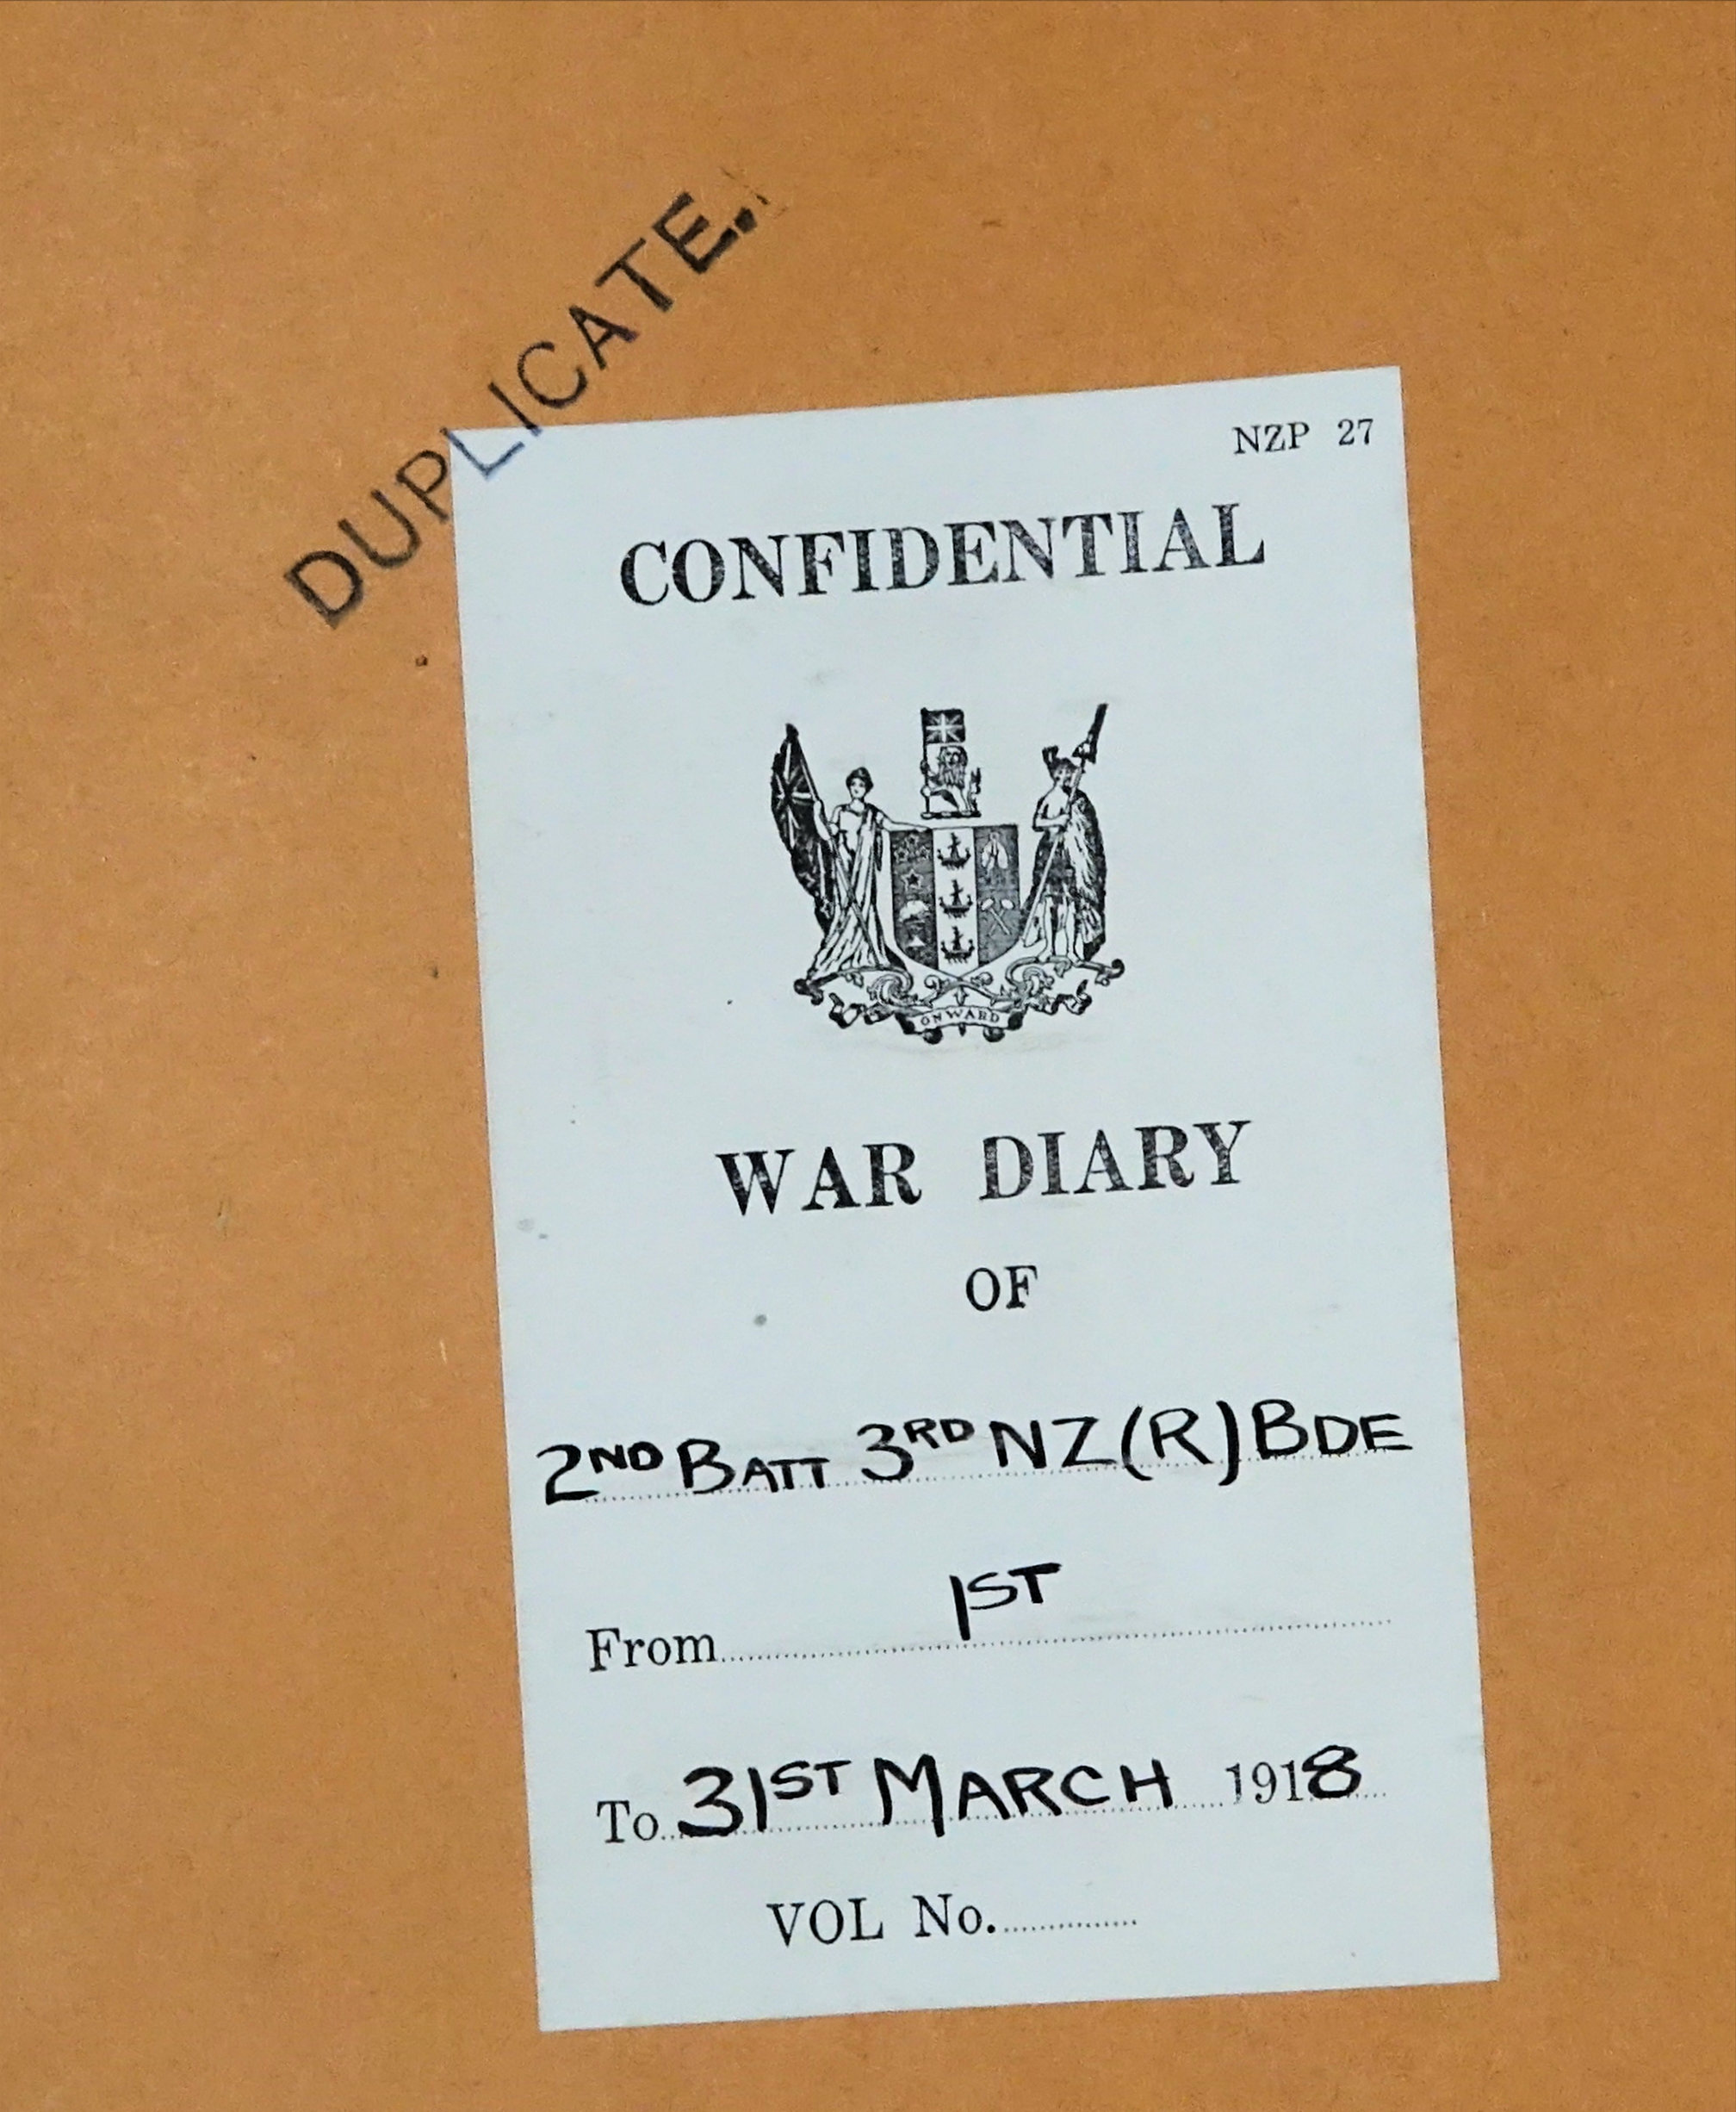 DUPLICATE.
NZP 27
CONFIDENTIAL
ONWARD
WAR DIARY
OF
2ND BATT 3RD NZ (R) BDE
From 1ST
To 31ST MARCH 1918
VOL No.